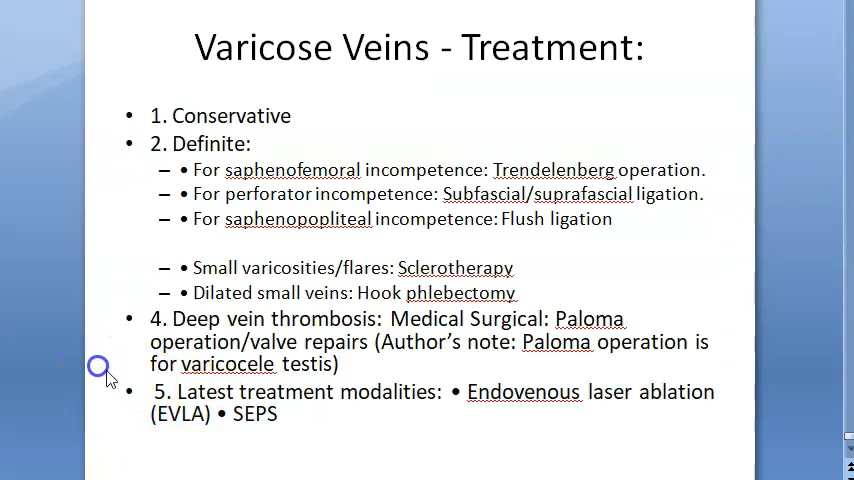 Varicose Veins - Treatment:
• 1. Conservative
• 2. Definite:
– • For saphenofemoral incompetence: Trendelenberg operation.
– • For perforator incompetence: Subfascial/suprafascial ligation.
– • For saphenopopliteal incompetence: Flush ligation
– • Small varicosities/flares: Sclerotherapy
– • Dilated small veins: Hook phlebectomy
• 4. Deep vein thrombosis: Medical Surgical: Paloma
operation/valve repairs (Author's note: Paloma operation is
for varicocele testis)
• 5. Latest treatment modalities: • Endovenous laser ablation
(EVLA) • SEPS